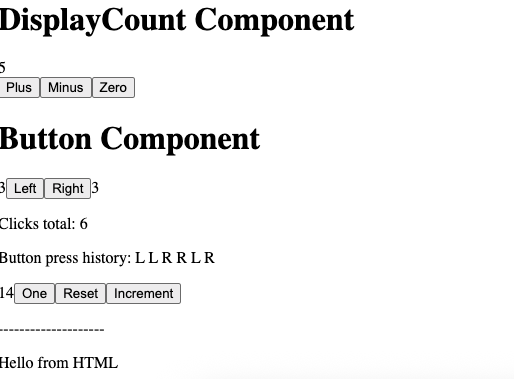 DisplayCount Component
5
Plus Minus Zero
Button Component
3 Left Right 3
Clicks total: 6
Button press history: L L R R L R
14 One Reset Increment
--------------------
Hello from HTML